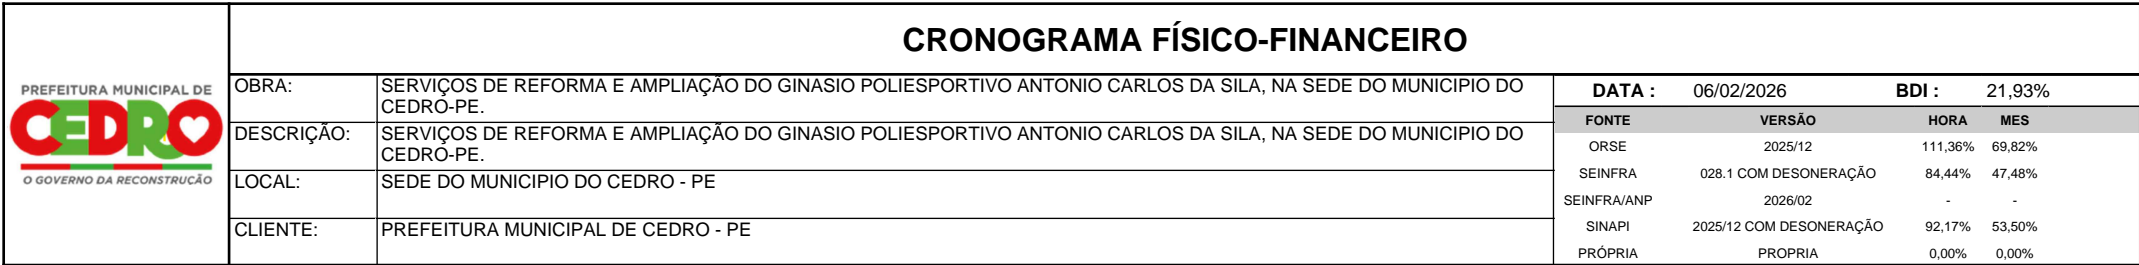 CRONOGRAMA FÍSICO-FINANCEIRO
PREFEITURA MUNICIPAL DE
CEDRO
O GOVERNO DA RECONSTRUÇÃO
OBRA: SERVIÇOS DE REFORMA E AMPLIAÇÃO DO GINASIO POLIESPORTIVO ANTONIO CARLOS DA SILA, NA SEDE DO MUNICIPIO DO
CEDRO-PE.
DESCRIÇÃO: SERVIÇOS DE REFORMA E AMPLIAÇÃO DO GINASIO POLIESPORTIVO ANTONIO CARLOS DA SILA, NA SEDE DO MUNICIPIO DO
CEDRO-PE.
LOCAL: SEDE DO MUNICIPIO DO CEDRO - PE
CLIENTE: PREFEITURA MUNICIPAL DE CEDRO - PE
DATA : 06/02/2026 BDI : 21,93%
FONTE VERSÃO HORA MES
ORSE 2025/12 111,36% 69,82%
SEINFRA 028.1 COM DESONERAÇÃO 84,44% 47,48%
SEINFRA/ANP 2026/02 - -
SINAPI 2025/12 COM DESONERAÇÃO 92,17% 53,50%
PRÓPRIA PROPRIA 0,00% 0,00%